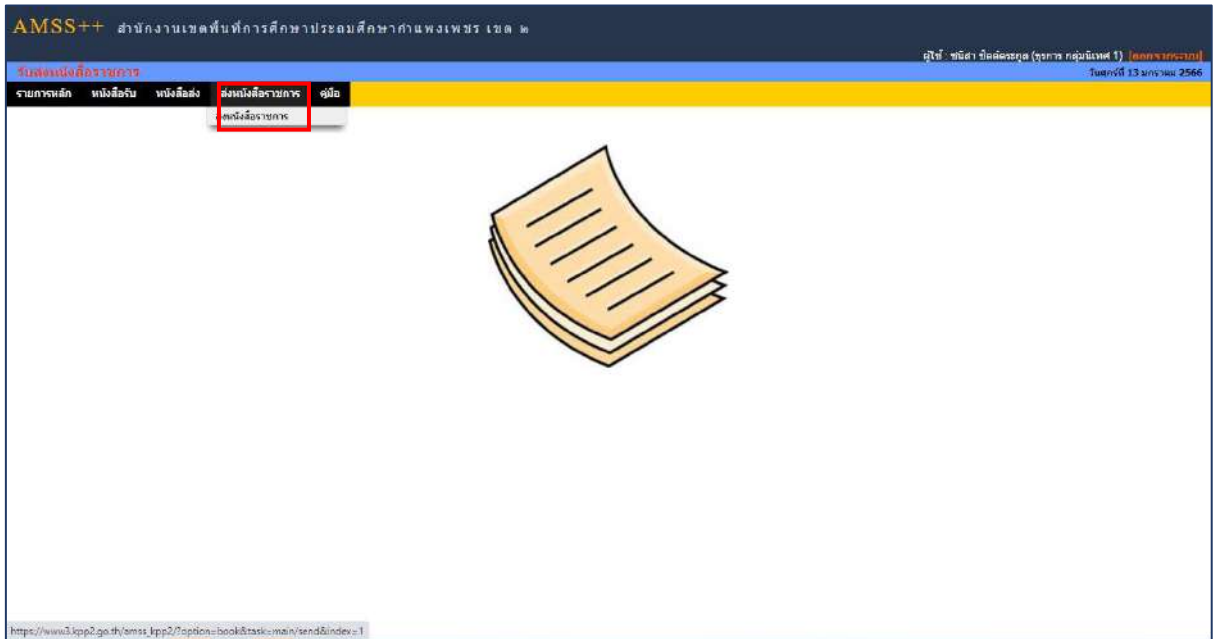 AMSS++ สำนักงานเขตพื้นที่การศึกษาประถมศึกษากำแพงเพชร เขต ๒
ผู้ใช้ : ชนิสา (ธุรการ กลุ่มนิเทศ 1) [ออกจากระบบ]
รับส่งหนังสือราชการ
วันศุกร์ที่ 13 มกราคม 2566
รายการหลัก หนังสือรับ หนังสือส่ง ส่งหนังสือราชการ คู่มือ
ส่งหนังสือราชการ
https://www3.kpp2.go.th/amss_kpp2/?option=book&task=main/send&index=1